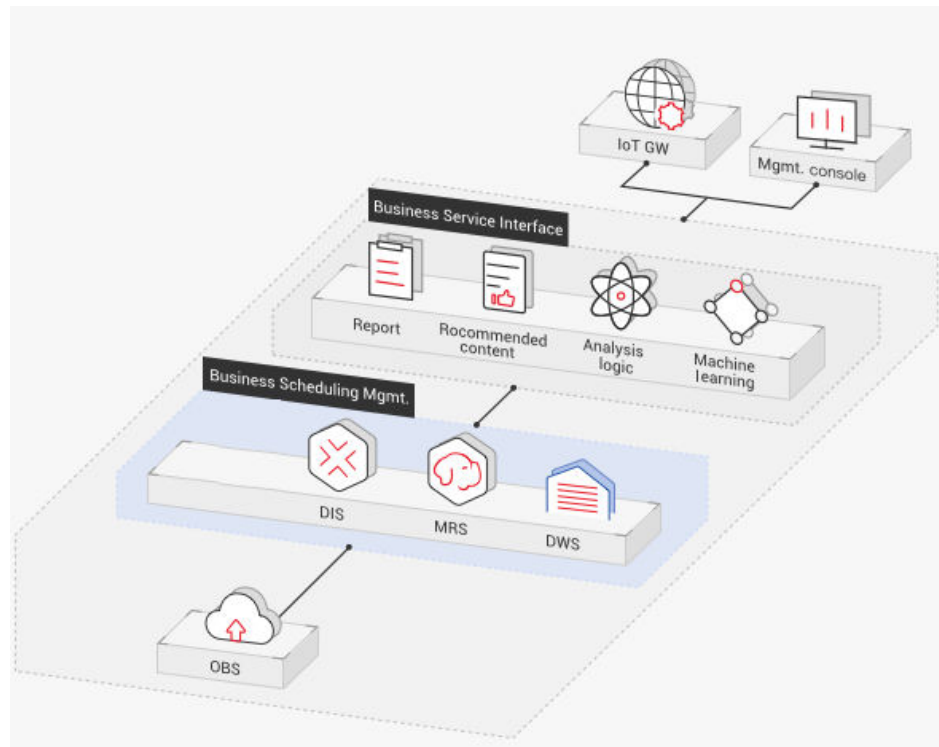 IoT GW
Mgmt. console
Business Service Interface
Report
Rocommended
content
Analysis
logic
Machine
learning
Business Scheduling Mgmt.
DIS
MRS
DWS
OBS